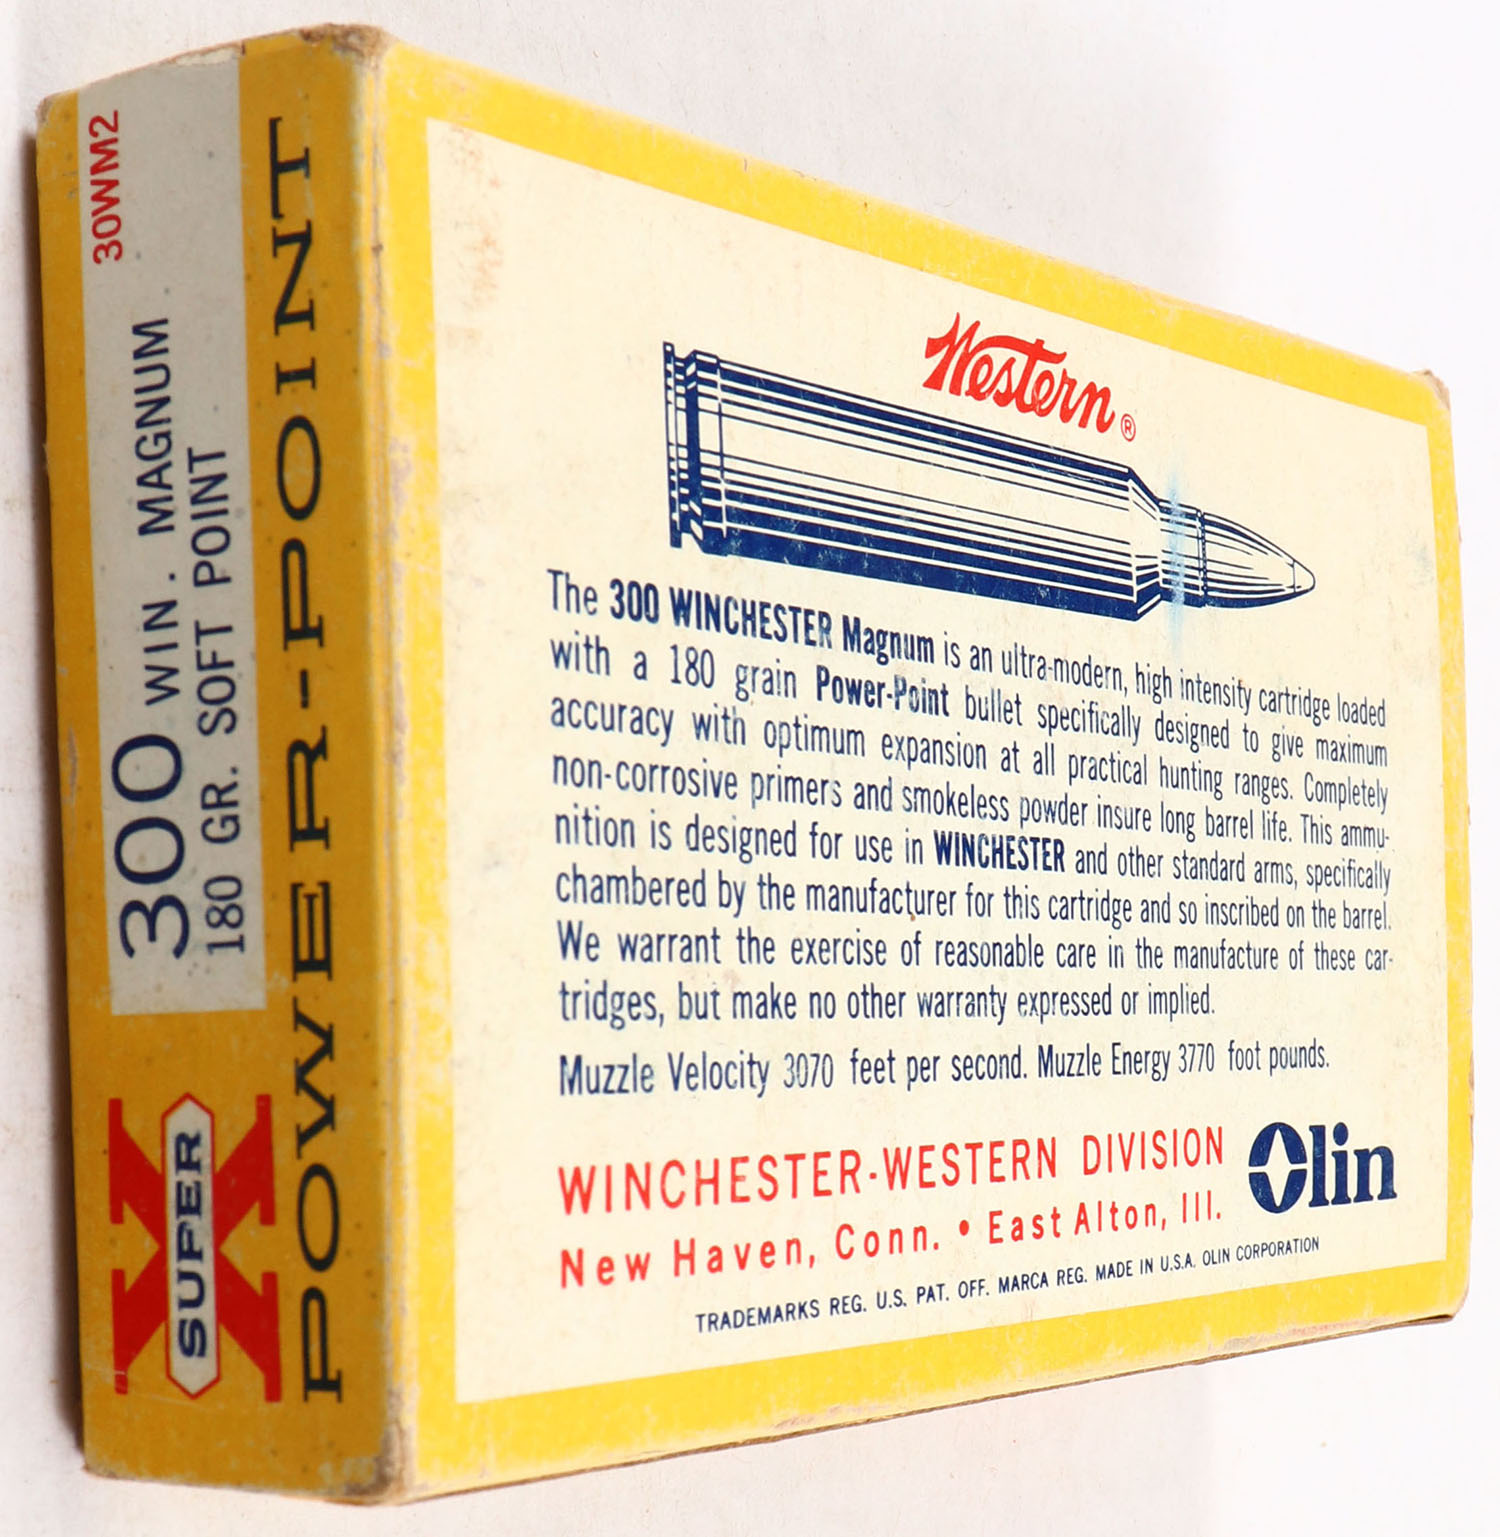 30WM2
300 WIN. MAGNUM
180 GR. SOFT POINT
SUPER X
POWER-POINT
Western®
The 300 WINCHESTER Magnum is an ultra-modern, high intensity cartridge loaded
with a 180 grain Power-Point bullet specifically designed to give maximum
accuracy with optimum expansion at all practical hunting ranges. Completely
non-corrosive primers and smokeless powder insure long barrel life. This ammu-
nition is designed for use in WINCHESTER and other standard arms, specifically
chambered by the manufacturer for this cartridge and so inscribed on the barrel.
We warrant the exercise of reasonable care in the manufacture of these car-
tridges, but make no other warranty expressed or implied.
Muzzle Velocity 3070 feet per second. Muzzle Energy 3770 foot pounds.
WINCHESTER-WESTERN DIVISION
New Haven, Conn. • East Alton, Ill.
Olin
TRADEMARKS REG. U.S. PAT. OFF. MARCA REG. MADE IN U.S.A. OLIN CORPORATION